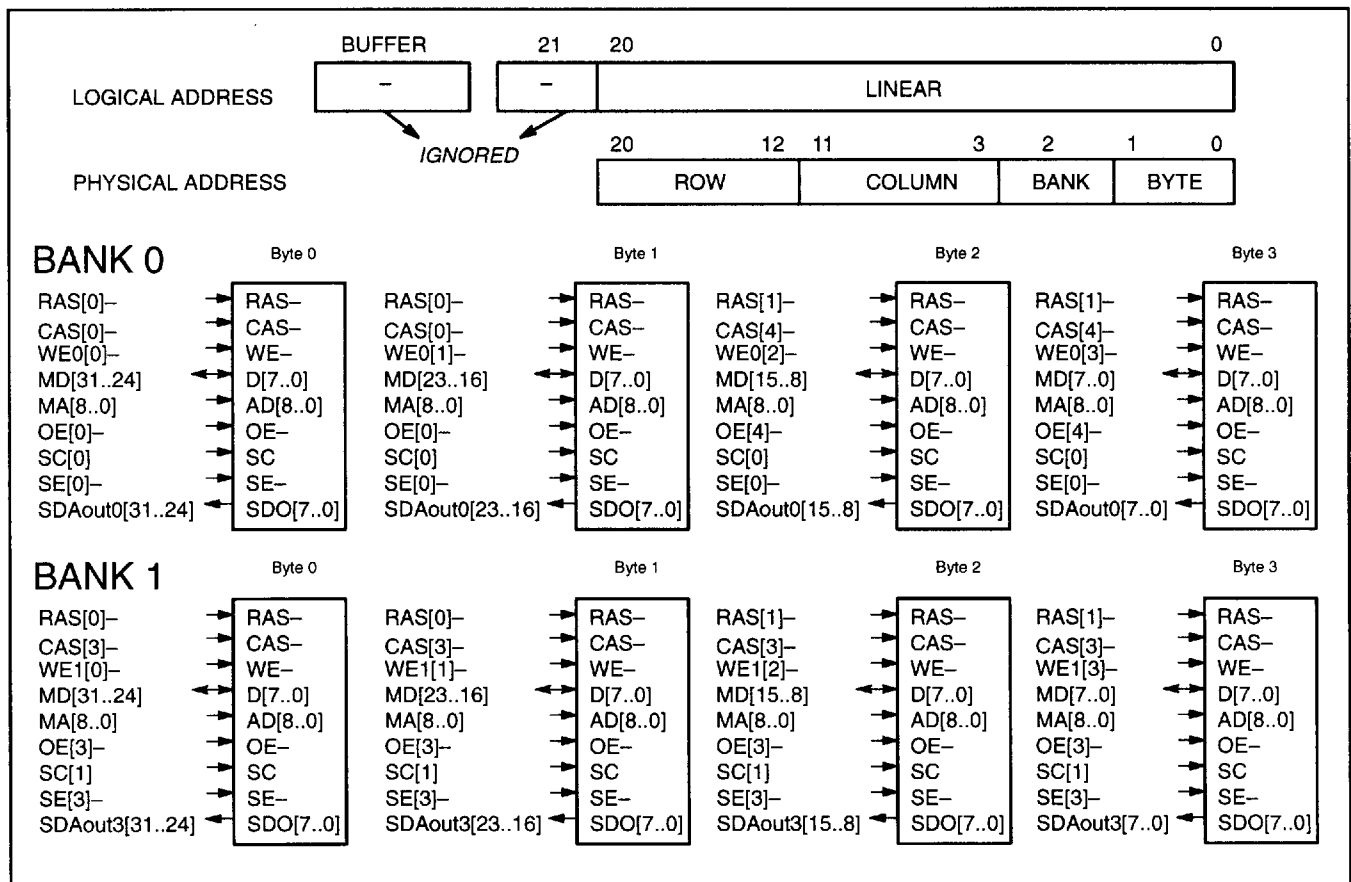 BUFFER 21 20 0
LOGICAL ADDRESS – – LINEAR
IGNORED
20 12 11 3 2 1 0
PHYSICAL ADDRESS ROW COLUMN BANK BYTE
BANK 0 Byte 0 Byte 1 Byte 2 Byte 3
RAS[0]– RAS– RAS[0]– RAS– RAS[1]– RAS– RAS[1]– RAS–
CAS[0]– CAS– CAS[0]– CAS– CAS[4]– CAS– CAS[4]– CAS–
WE0[0]– WE– WE0[1]– WE– WE0[2]– WE– WE0[3]– WE–
MD[31..24] D[7..0] MD[23..16] D[7..0] MD[15..8] D[7..0] MD[7..0] D[7..0]
MA[8..0] AD[8..0] MA[8..0] AD[8..0] MA[8..0] AD[8..0] MA[8..0] AD[8..0]
OE[0]– OE– OE[0]– OE– OE[4]– OE– OE[4]– OE–
SC[0] SC SC[0] SC SC[0] SC SC[0] SC
SE[0]– SE– SE[0]– SE– SE[0]– SE– SE[0]– SE–
SDAout0[31..24] SDO[7..0] SDAout0[23..16] SDO[7..0] SDAout0[15..8] SDO[7..0] SDAout0[7..0] SDO[7..0]
BANK 1 Byte 0 Byte 1 Byte 2 Byte 3
RAS[0]– RAS– RAS[0]– RAS– RAS[1]– RAS– RAS[1]– RAS–
CAS[3]– CAS– CAS[3]– CAS– CAS[3]– CAS– CAS[3]– CAS–
WE1[0]– WE– WE1[1]– WE– WE1[2]– WE– WE1[3]– WE–
MD[31..24] D[7..0] MD[23..16] D[7..0] MD[15..8] D[7..0] MD[7..0] D[7..0]
MA[8..0] AD[8..0] MA[8..0] AD[8..0] MA[8..0] AD[8..0] MA[8..0] AD[8..0]
OE[3]– OE– OE[3]– OE– OE[3]– OE– OE[3]– OE–
SC[1] SC SC[1] SC SC[1] SC SC[1] SC
SE[3]– SE– SE[3]– SE– SE[3]– SE– SE[3]– SE–
SDAout3[31..24] SDO[7..0] SDAout3[23..16] SDO[7..0] SDAout3[15..8] SDO[7..0] SDAout3[7..0] SDO[7..0]